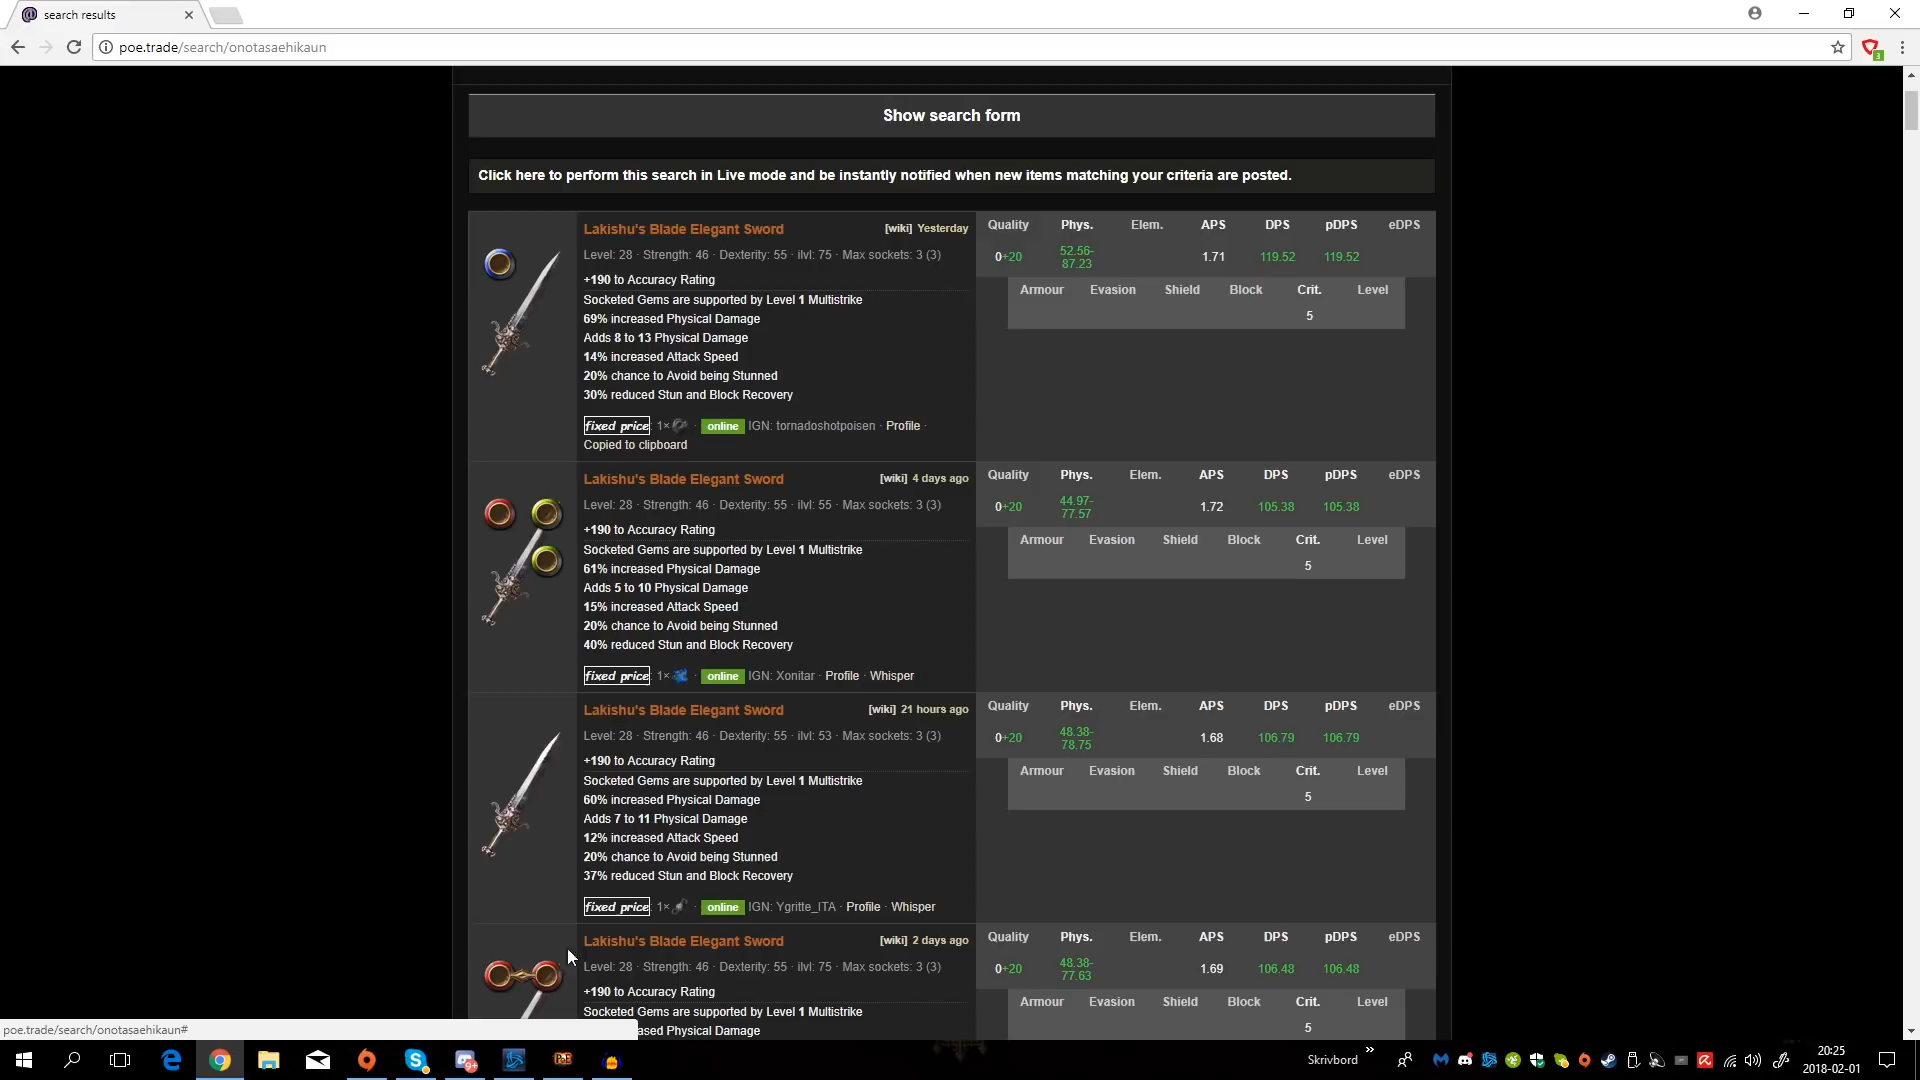 search results
poe.trade/search/onotasaehikaun
Show search form
Click here to perform this search in Live mode and be instantly notified when new items matching your criteria are posted.
Lakishu's Blade Elegant Sword [wiki] Yesterday
Level: 28 · Strength: 46 · Dexterity: 55 · ilvl: 75 · Max sockets: 3 (3)
+190 to Accuracy Rating
Socketed Gems are supported by Level 1 Multistrike
69% increased Physical Damage
Adds 8 to 13 Physical Damage
14% increased Attack Speed
20% chance to Avoid being Stunned
30% reduced Stun and Block Recovery
fixed price 1× · online IGN: tornadoshotpoisen · Profile ·
Copied to clipboard
Quality Phys. Elem. APS DPS pDPS eDPS
0+20 52.56-87.23 1.71 119.52 119.52
Armour Evasion Shield Block Crit. Level
5
Lakishu's Blade Elegant Sword [wiki] 4 days ago
Level: 28 · Strength: 46 · Dexterity: 55 · ilvl: 55 · Max sockets: 3 (3)
+190 to Accuracy Rating
Socketed Gems are supported by Level 1 Multistrike
61% increased Physical Damage
Adds 5 to 10 Physical Damage
15% increased Attack Speed
20% chance to Avoid being Stunned
40% reduced Stun and Block Recovery
fixed price 1× · online IGN: Xonitar · Profile · Whisper
Quality Phys. Elem. APS DPS pDPS eDPS
0+20 44.97-77.57 1.72 105.38 105.38
Armour Evasion Shield Block Crit. Level
5
Lakishu's Blade Elegant Sword [wiki] 21 hours ago
Level: 28 · Strength: 46 · Dexterity: 55 · ilvl: 53 · Max sockets: 3 (3)
+190 to Accuracy Rating
Socketed Gems are supported by Level 1 Multistrike
60% increased Physical Damage
Adds 7 to 11 Physical Damage
12% increased Attack Speed
20% chance to Avoid being Stunned
37% reduced Stun and Block Recovery
fixed price 1× · online IGN: Ygritte_ITA · Profile · Whisper
Quality Phys. Elem. APS DPS pDPS eDPS
0+20 48.38-78.75 1.68 106.79 106.79
Armour Evasion Shield Block Crit. Level
5
Lakishu's Blade Elegant Sword [wiki] 2 days ago
Level: 28 · Strength: 46 · Dexterity: 55 · ilvl: 75 · Max sockets: 3 (3)
+190 to Accuracy Rating
Socketed Gems are supported by Level 1 Multistrike
ased Physical Damage
Quality Phys. Elem. APS DPS pDPS eDPS
0+20 48.38-77.63 1.69 106.48 106.48
Armour Evasion Shield Block Crit. Level
5
poe.trade/search/onotasaehikaun#
Skrivbord
20:25
2018-02-01